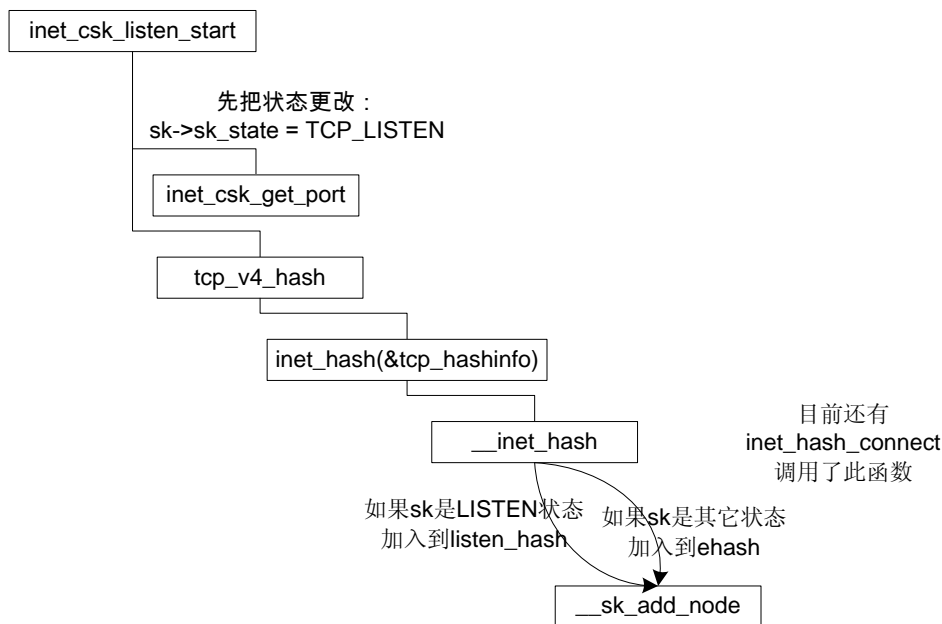 inet_csk_listen_start
先把状态更改：
sk->sk_state = TCP_LISTEN
inet_csk_get_port
tcp_v4_hash
inet_hash(&tcp_hashinfo)
__inet_hash
目前还有
inet_hash_connect
调用了此函数
如果sk是LISTEN状态
加入到listen_hash
如果sk是其它状态
加入到ehash
__sk_add_node